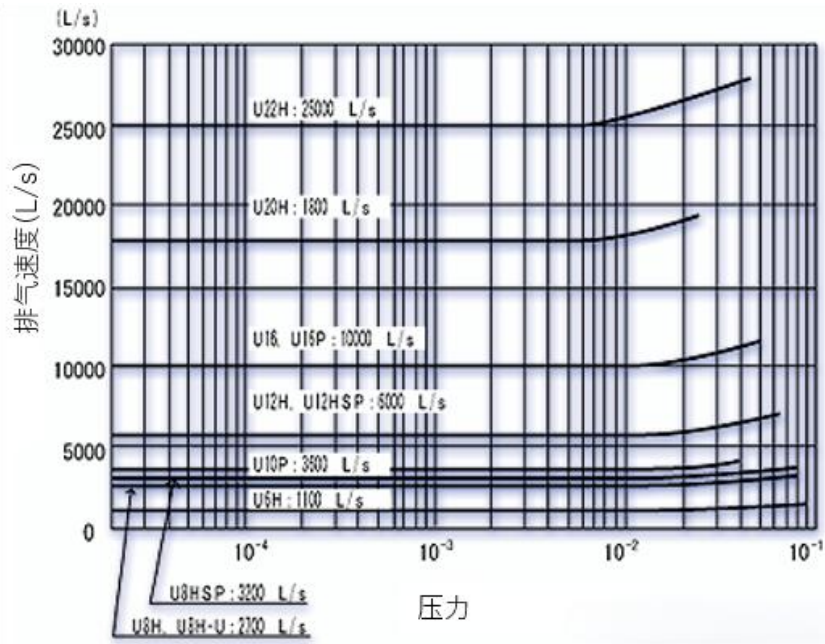 (L/s)
30000
25000
20000
15000
10000
5000
0
排气速度(L/s)
U22H:25000 L/s
U20H:1800 L/s
U16, U16P:10000 L/s
U12H, U12HSP:6000 L/s
U10P:3600 L/s
U6H:1100 L/s
10⁻⁴
10⁻³
10⁻²
10⁻¹
压力
U8HSP:3200 L/s
U8H, U8H-U:2700 L/s